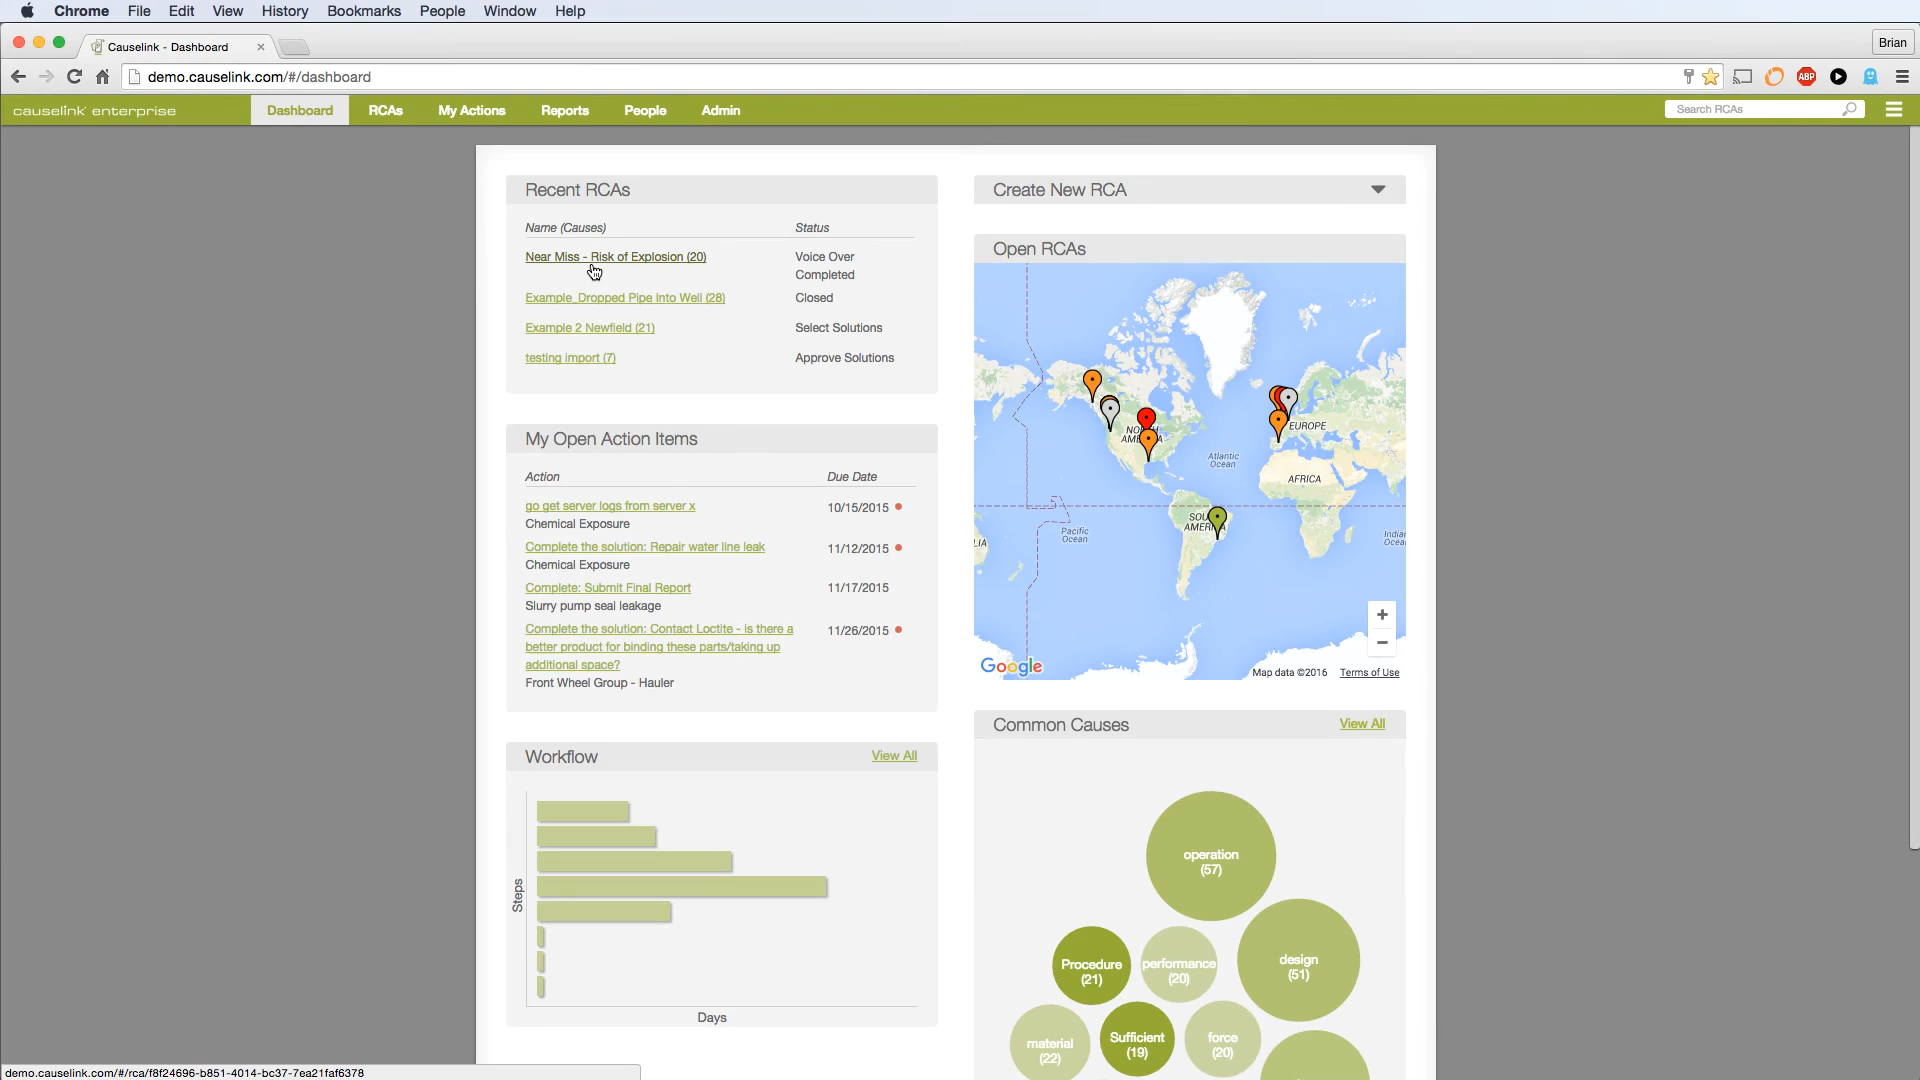 Chrome File Edit View History Bookmarks People Window Help
Causelink - Dashboard
Brian
demo.causelink.com/#/dashboard
ABP
causelink enterprise
Dashboard RCAs My Actions Reports People Admin
Search RCAs
Recent RCAs
Name (Causes) Status
Near Miss - Risk of Explosion (20) Voice Over
Completed
Example_Dropped Pipe Into Well (28) Closed
Example 2 Newfield (21) Select Solutions
testing import (7) Approve Solutions
My Open Action Items
Action Due Date
go get server logs from server x 10/15/2015
Chemical Exposure
Complete the solution: Repair water line leak 11/12/2015
Chemical Exposure
Complete: Submit Final Report 11/17/2015
Slurry pump seal leakage
Complete the solution: Contact Loctite - is there a 11/26/2015
better product for binding these parts/taking up
additional space?
Front Wheel Group - Hauler
Workflow View All
Steps
Days
Create New RCA
Open RCAs
EUROPE
Atlantic
Ocean
AFRICA
Pacific
Ocean
+
−
Google
Map data ©2016 Terms of Use
Common Causes View All
operation
(57)
design
(51)
Procedure
(21)
performance
(20)
material
(22)
Sufficient
(19)
force
(20)
demo.causelink.com/#/rca/f8f24696-b851-4014-bc37-7ea21faf6378